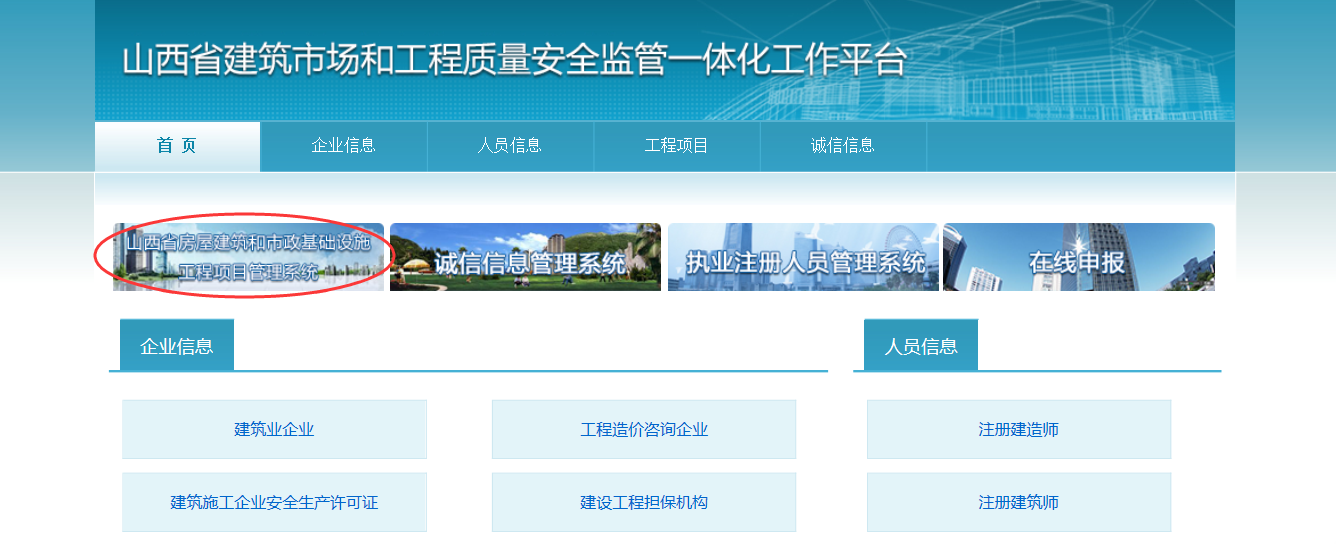 山西省建筑市场和工程质量安全监管一体化工作平台
首 页
企业信息
人员信息
工程项目
诚信信息
山西省房屋建筑和市政基础设施
工程项目管理系统
诚信信息管理系统
执业注册人员管理系统
在线申报
企业信息
人员信息
建筑业企业
工程造价咨询企业
注册建造师
建筑施工企业安全生产许可证
建设工程担保机构
注册建筑师